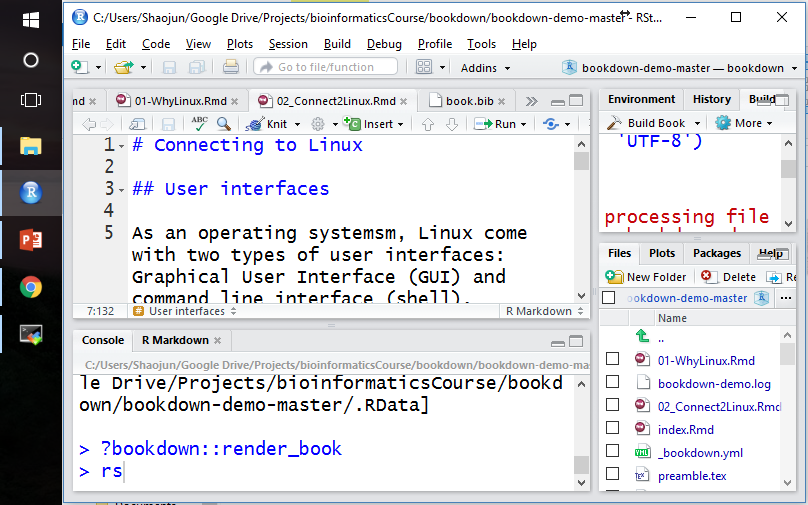 C:/Users/Shaojun/Google Drive/Projects/bioinformaticsCourse/bookdown/bookdown-demo-master - RSt...
File Edit Code View Plots Session Build Debug Profile Tools Help
Go to file/function Addins bookdown-demo-master — bookdown
md 01-WhyLinux.Rmd 02_Connect2Linux.Rmd book.bib
ABC Knit Insert Run
1 # Connecting to Linux
2
3 ## User interfaces
4
5 As an operating systemsm, Linux come
with two types of user interfaces:
Graphical User Interface (GUI) and
command line interface (shell).
7:132 # User interfaces R Markdown
Console R Markdown
C:/Users/Shaojun/Google Drive/Projects/bioinformaticsCourse/bookdown/bookdown-demo-mas
le Drive/Projects/bioinformaticsCourse/bookd
own/bookdown-demo-master/.RData]
> ?bookdown::render_book
> rs
Environment History Build
Build Book More
'UTF-8')
processing file
Files Plots Packages Help
New Folder Delete Re
ookdown-demo-master R ...
Name
..
01-WhyLinux.Rmd
bookdown-demo.log
02_Connect2Linux.Rmd
index.Rmd
YML _bookdown.yml
TEX preamble.tex